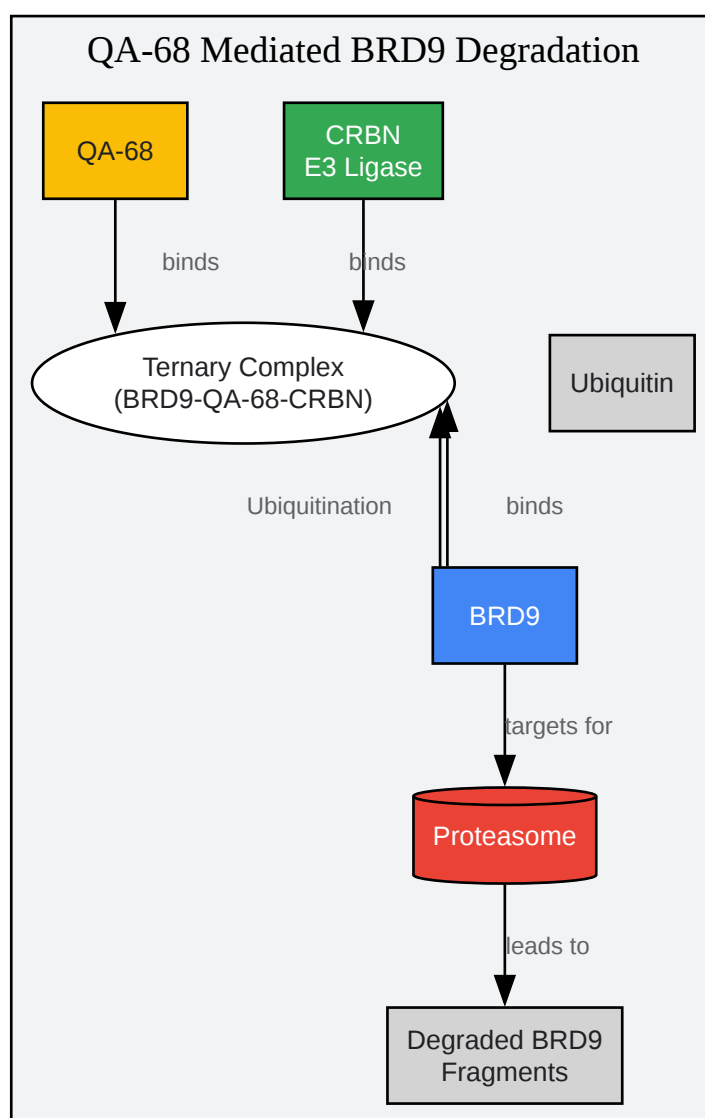 QA-68 Mediated BRD9 Degradation
QA-68
CRBN
E3 Ligase
binds
binds
Ternary Complex
(BRD9-QA-68-CRBN)
Ubiquitin
Ubiquitination
binds
BRD9
targets for
Proteasome
leads to
Degraded BRD9
Fragments